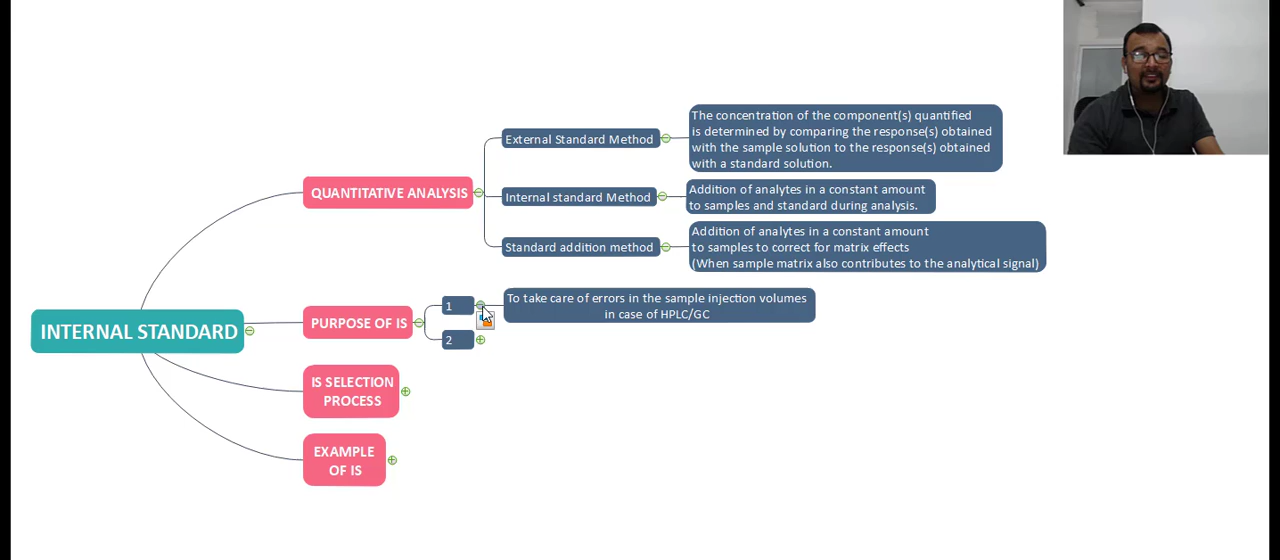 INTERNAL STANDARD
QUANTITATIVE ANALYSIS
External Standard Method
The concentration of the component(s) quantified
is determined by comparing the response(s) obtained
with the sample solution to the response(s) obtained
with a standard solution.
Internal standard Method
Addition of analytes in a constant amount
to samples and standard during analysis.
Standard addition method
Addition of analytes in a constant amount
to samples to correct for matrix effects
(When sample matrix also contributes to the analytical signal)
PURPOSE OF IS
1
To take care of errors in the sample injection volumes
in case of HPLC/GC
2
IS SELECTION
PROCESS
EXAMPLE
OF IS